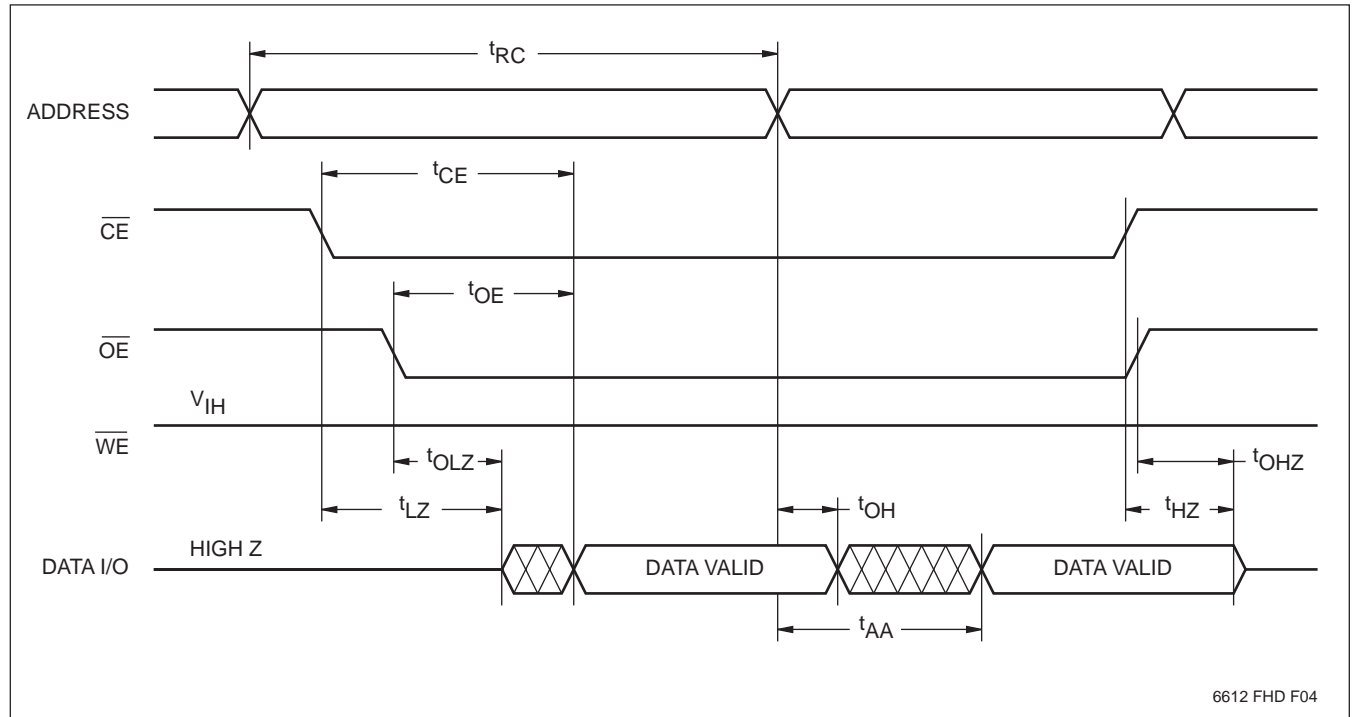 tRC
ADDRESS
tCE
CE
tOE
OE
VIH
WE
tOLZ
tOHZ
tLZ
tOH
tHZ
HIGH Z
DATA I/O
DATA VALID
DATA VALID
tAA
6612 FHD F04